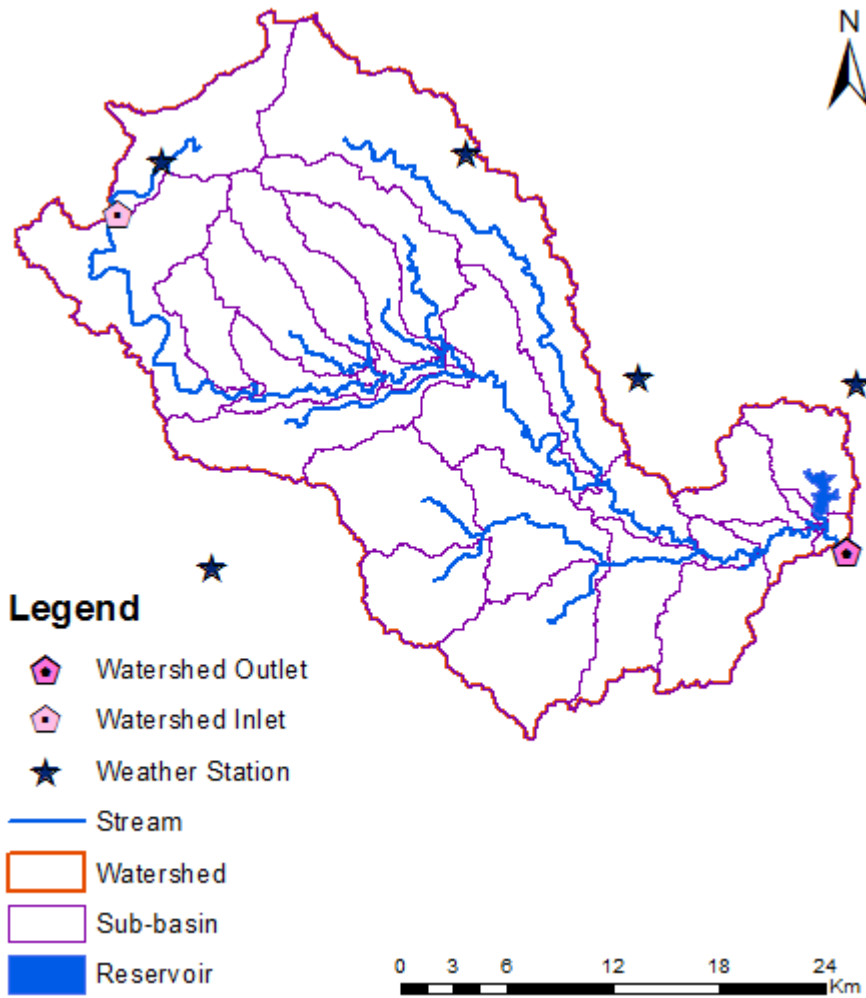 N
Legend
Watershed Outlet
Watershed Inlet
Weather Station
Stream
Watershed
Sub-basin
Reservoir
0 3 6 12 18 24
Km